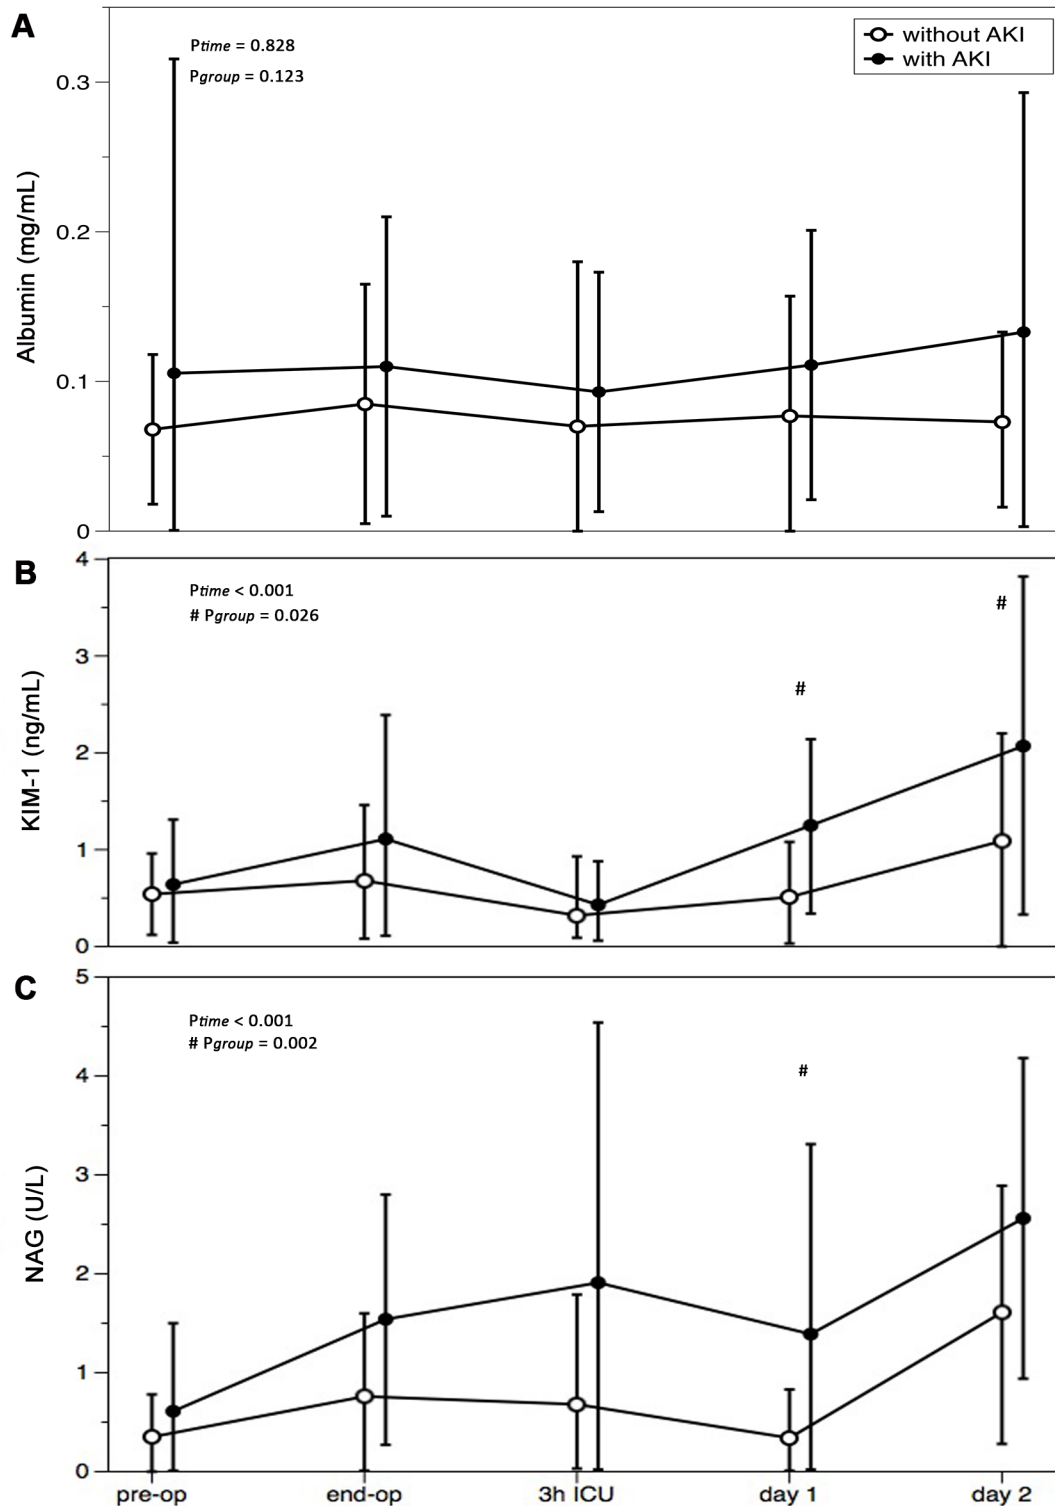 A
Ptime = 0.828
Pgroup = 0.123
without AKI
with AKI
0.3
0.2
0.1
0
Albumin (mg/mL)
B
Ptime < 0.001
# Pgroup = 0.026
#
#
4
3
2
1
0
KIM-1 (ng/mL)
C
Ptime < 0.001
# Pgroup = 0.002
#
5
4
3
2
1
0
NAG (U/L)
pre-op end-op 3h ICU day 1 day 2